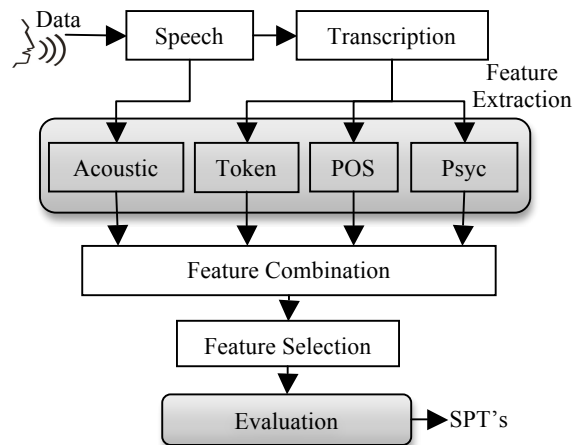 Data
Speech
Transcription
Feature
Extraction
Acoustic
Token
POS
Psyc
Feature Combination
Feature Selection
Evaluation
SPT's